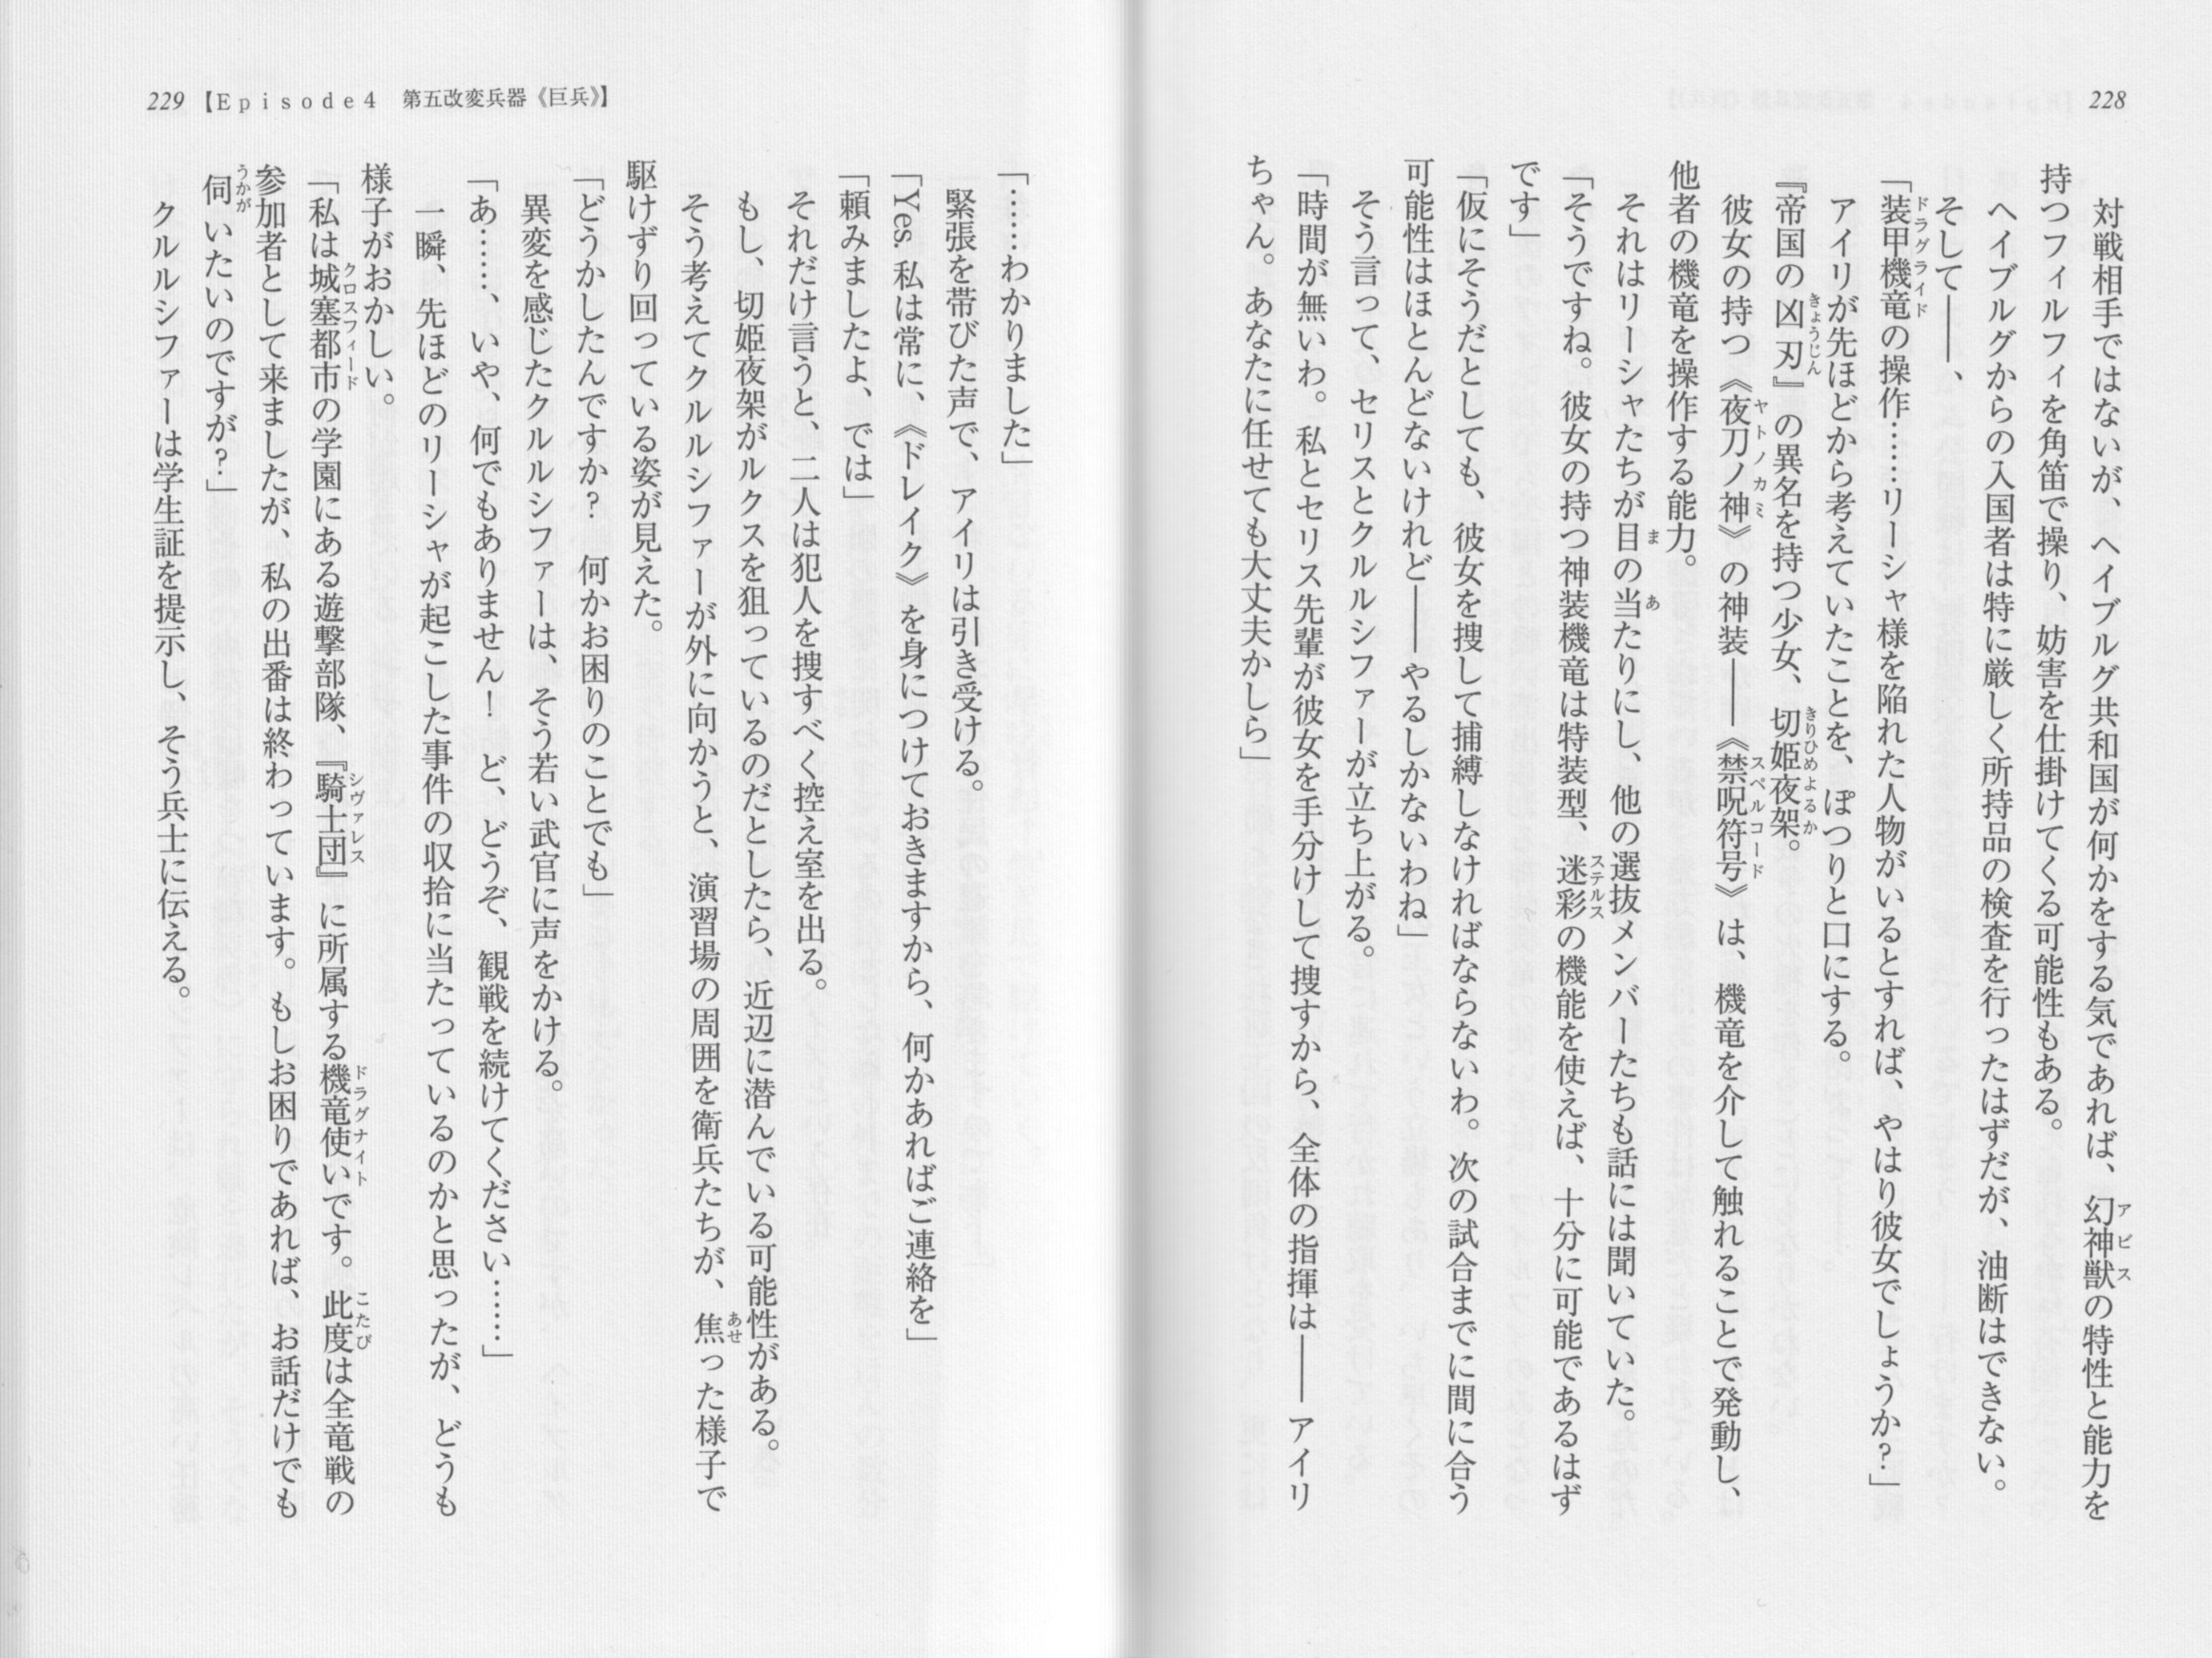 228
対戦相手ではないが、ヘイブルグ共和国が何かをする気であれば、幻神獣の特性と能力を
アビス
持つフィルフィを角笛で操り、妨害を仕掛けてくる可能性もある。
ヘイブルグからの入国者は特に厳しく所持品の検査を行ったはずだが、油断はできない。
そして――、
「装甲機竜の操作……リーシャ様を陥れた人物がいるとすれば、やはり彼女でしょうか？」
ドラグライド
アイリが先ほどから考えていたことを、ぽつりと口にする。
『帝国の凶刃』の異名を持つ少女、切姫夜架。
きょうじん
きりひめよるか
彼女の持つ《夜刀ノ神》の神装――《禁呪符号》は、機竜を介して触れることで発動し、
ヤトノカミ
スペルコード
他者の機竜を操作する能力。
それはリーシャたちが目の当たりにし、他の選抜メンバーたちも話には聞いていた。
ま
あ
「そうですね。彼女の持つ神装機竜は特装型、迷彩の機能を使えば、十分に可能であるはず
ステルス
です」
「仮にそうだとしても、彼女を捜して捕縛しなければならないわ。次の試合までに間に合う
可能性はほとんどないけれど――やるしかないわね」
そう言って、セリスとクルルシファーが立ち上がる。
「時間が無いわ。私とセリス先輩が彼女を手分けして捜すから、全体の指揮は――アイリ
ちゃん。あなたに任せても大丈夫かしら」
229【Episode4　第五改変兵器《巨兵》】
「……わかりました」
緊張を帯びた声で、アイリは引き受ける。
「Yes. 私は常に、《ドレイク》を身につけておきますから、何かあればご連絡を」
「頼みましたよ、では」
それだけ言うと、二人は犯人を捜すべく控え室を出る。
もし、切姫夜架がルクスを狙っているのだとしたら、近辺に潜んでいる可能性がある。
そう考えてクルルシファーが外に向かうと、演習場の周囲を衛兵たちが、焦った様子で
あせ
駆けずり回っている姿が見えた。
「どうかしたんですか？　何かお困りのことでも」
異変を感じたクルルシファーは、そう若い武官に声をかける。
「あ……、いや、何でもありません！　ど、どうぞ、観戦を続けてください……」
一瞬、先ほどのリーシャが起こした事件の収拾に当たっているのかと思ったが、どうも
様子がおかしい。
「私は城塞都市の学園にある遊撃部隊、『騎士団』に所属する機竜使いです。此度は全竜戦の
クロスフィード
シヴァレス
ドラグナイト
こたび
参加者として来ましたが、私の出番は終わっています。もしお困りであれば、お話だけでも
伺いたいのですが？」
うかが
クルルシファーは学生証を提示し、そう兵士に伝える。